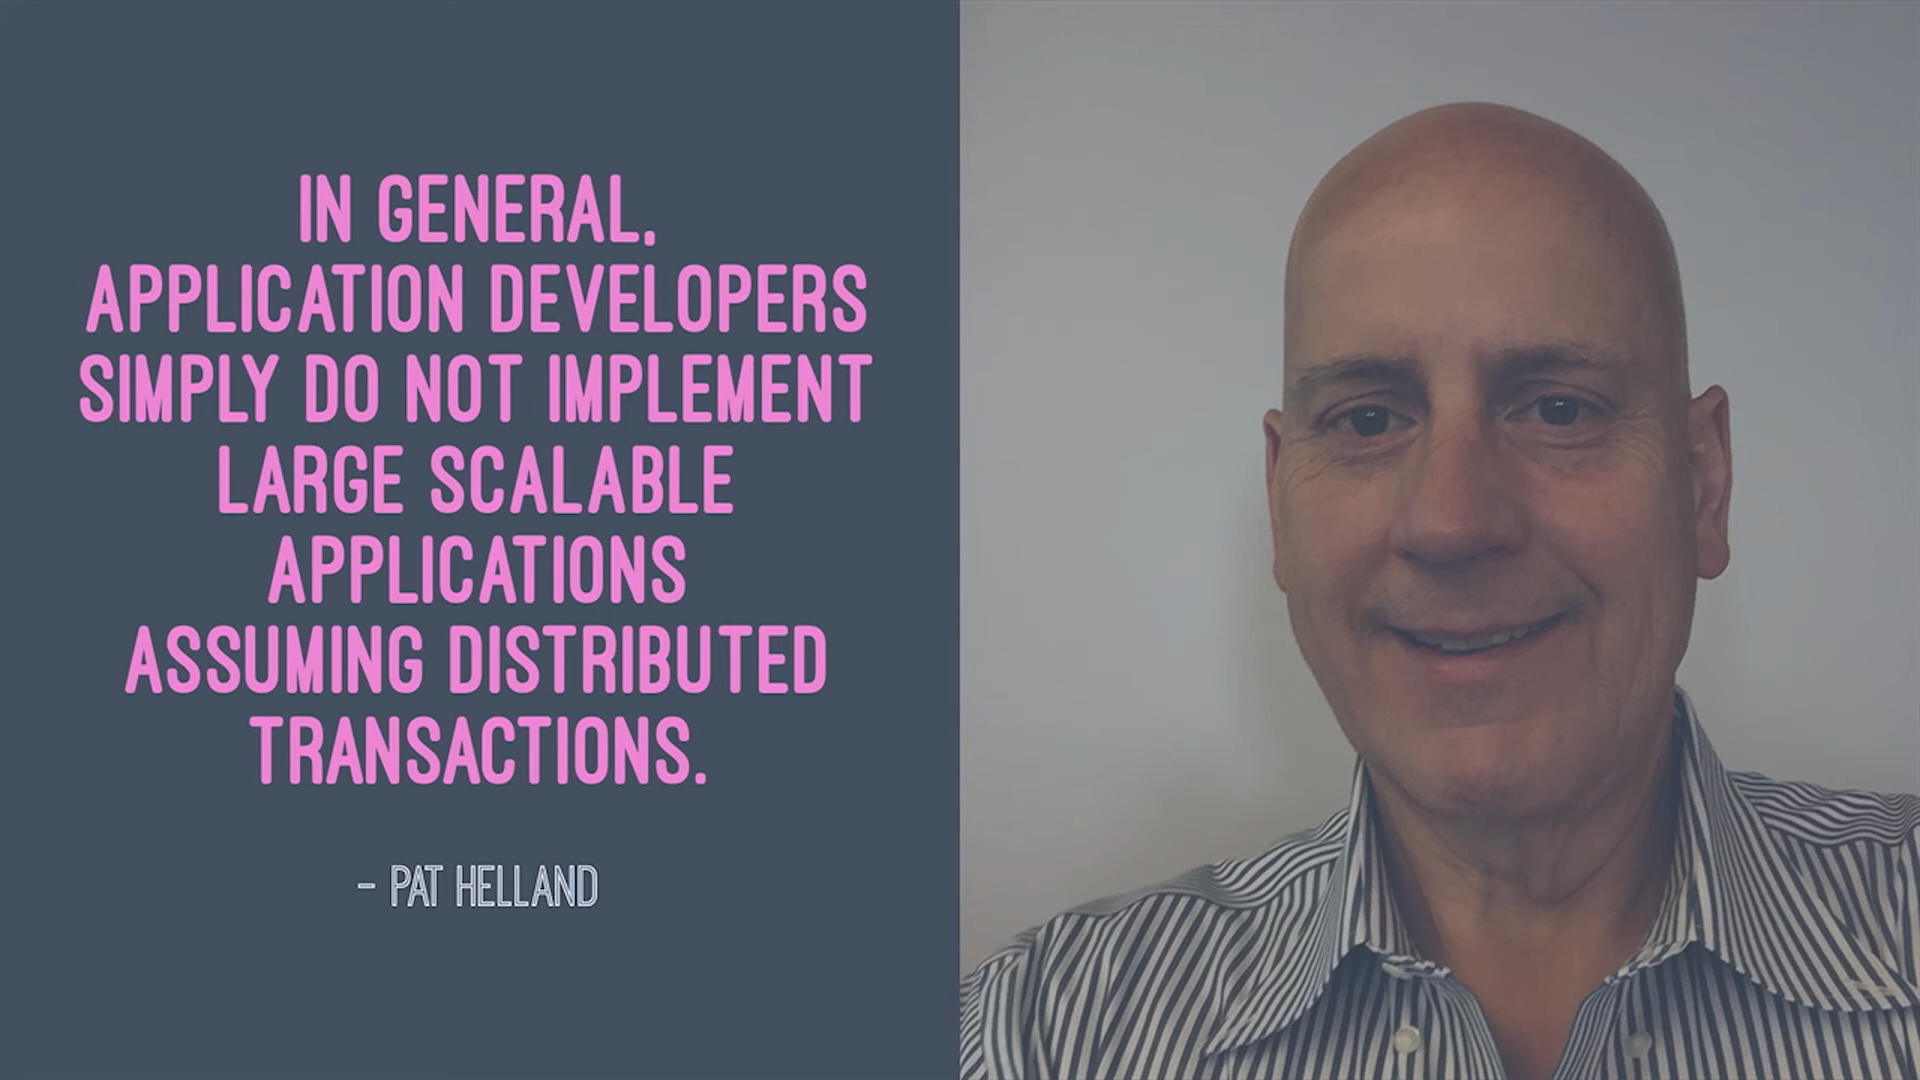 IN GENERAL,
APPLICATION DEVELOPERS
SIMPLY DO NOT IMPLEMENT
LARGE SCALABLE
APPLICATIONS
ASSUMING DISTRIBUTED
TRANSACTIONS.
- PAT HELLAND